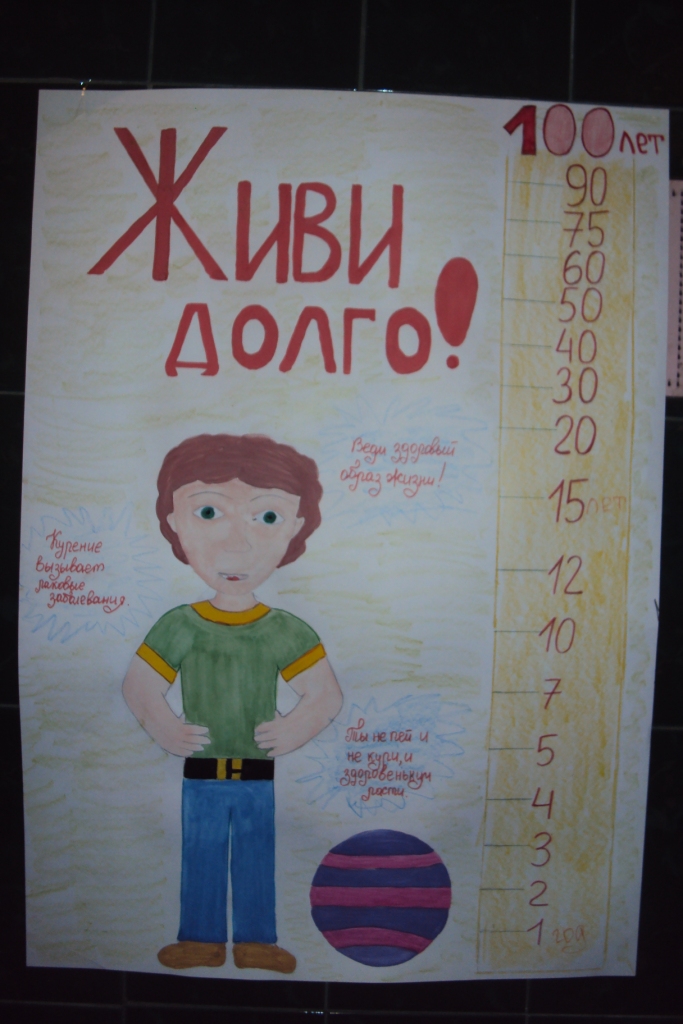 Живи
долго!
Веди здоровый
образ жизни!
Курение
вызывает
раковые
заболевания.
Ты не пей и
не кури, и
здоровеньким
расти.
100 лет
90
75
60
50
40
30
20
15 лет
12
10
7
5
4
3
2
1 год